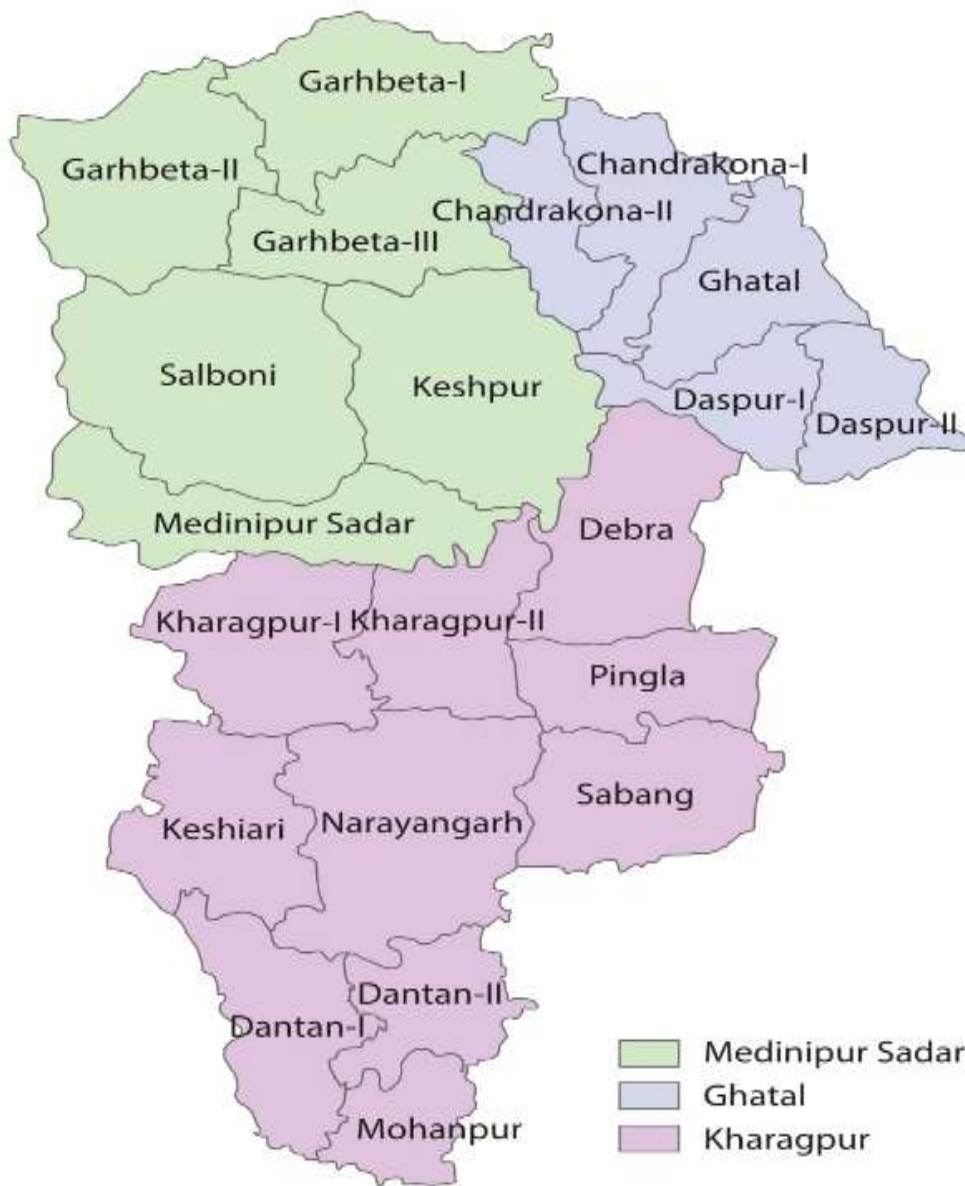 Garhbeta-I
Garhbeta-II
Chandrakona-I
Chandrakona-II
Garhbeta-III
Ghatal
Salboni
Keshpur
Daspur-I
Daspur-II
Medinipur Sadar
Debra
Kharagpur-I
Kharagpur-II
Pingla
Sabang
Keshiari
Narayangarh
Dantan-II
Dantan-I
Mohanpur
Medinipur Sadar
Ghatal
Kharagpur